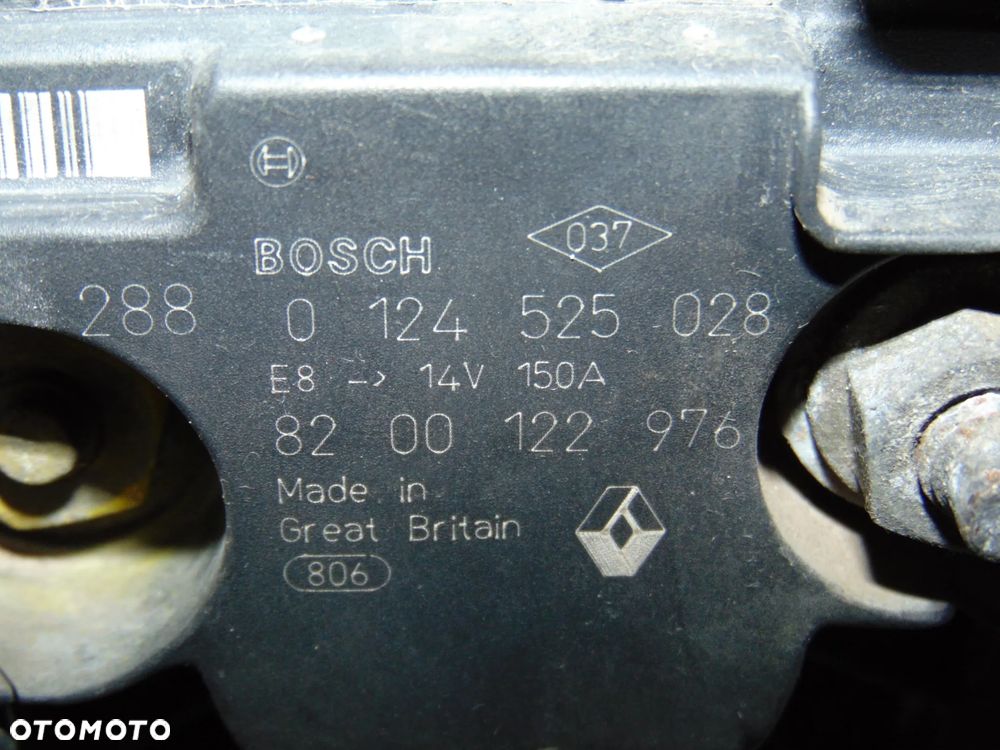 BOSCH
037
288 0 124 525 028
E8 -> 14V 150A
82 00 122 976
Made in
Great Britain
806
OTOMOTO